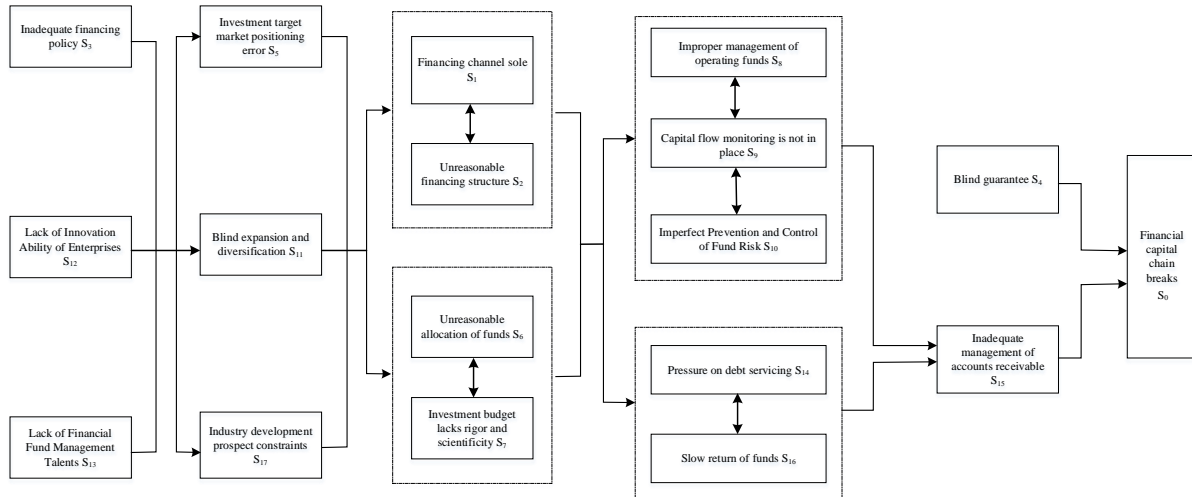 Inadequate financing
policy S3
Lack of Innovation
Ability of Enterprises
S12
Lack of Financial
Fund Management
Talents S13
Investment target
market positioning
error S5
Blind expansion and
diversification S11
Industry development
prospect constraints
S17
Financing channel sole
S1
Unreasonable
financing structure S2
Unreasonable
allocation of funds S6
Investment budget
lacks rigor and
scientificity S7
Improper management of
operating funds S8
Capital flow monitoring is not in
place S9
Imperfect Prevention and Control
of Fund Risk S10
Pressure on debt servicing S14
Slow return of funds S16
Blind guarantee S4
Inadequate
management of
accounts receivable
S15
Financial
capital
chain
breaks
S0